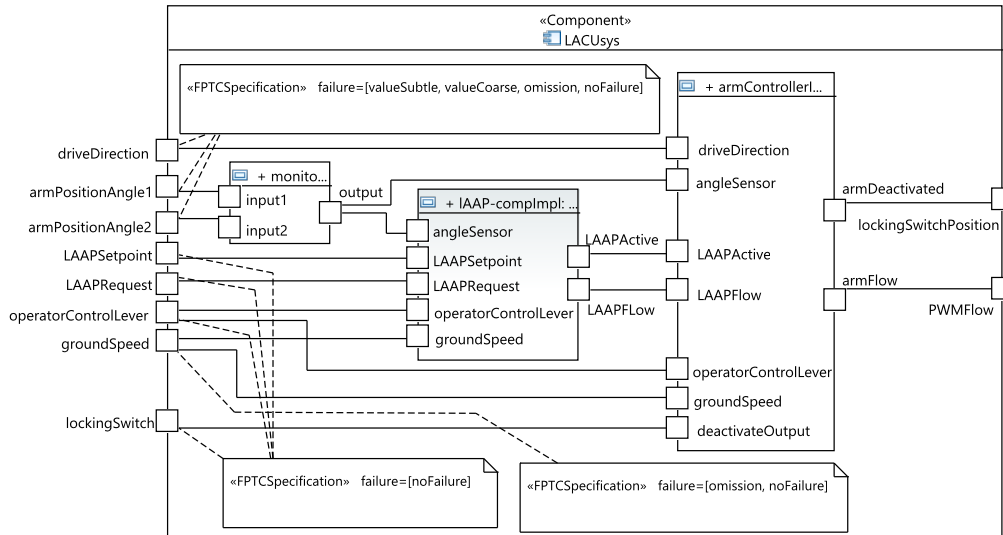 «Component»
LACUsys
«FPTCSpecification» failure=[valueSubtle, valueCoarse, omission, noFailure]
+ armControllerI...
driveDirection
driveDirection
+ monito...
armPositionAngle1
input1
output
angleSensor
armDeactivated
+ IAAP-compImpl: ...
armPositionAngle2
input2
angleSensor
lockingSwitchPosition
LAAPActive
LAAPSetpoint
LAAPSetpoint
LAAPActive
LAAPRequest
LAAPRequest
armFlow
LAAPFlow
operatorControlLever
operatorControlLever
LAAPFLow
PWMFlow
groundSpeed
groundSpeed
operatorControlLever
groundSpeed
lockingSwitch
deactivateOutput
«FPTCSpecification» failure=[noFailure]
«FPTCSpecification» failure=[omission, noFailure]